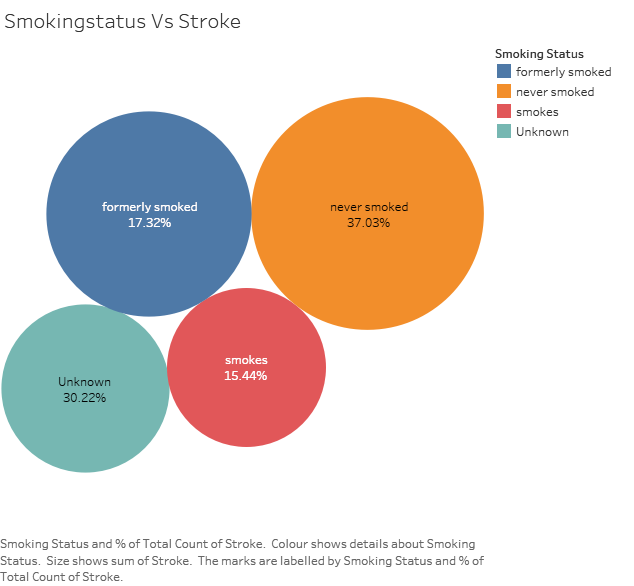 Smokingstatus Vs Stroke
Smoking Status
formerly smoked
never smoked
smokes
Unknown
formerly smoked
17.32%
never smoked
37.03%
smokes
15.44%
Unknown
30.22%
Smoking Status and % of Total Count of Stroke.  Colour shows details about Smoking
Status.  Size shows sum of Stroke.  The marks are labelled by Smoking Status and % of
Total Count of Stroke.